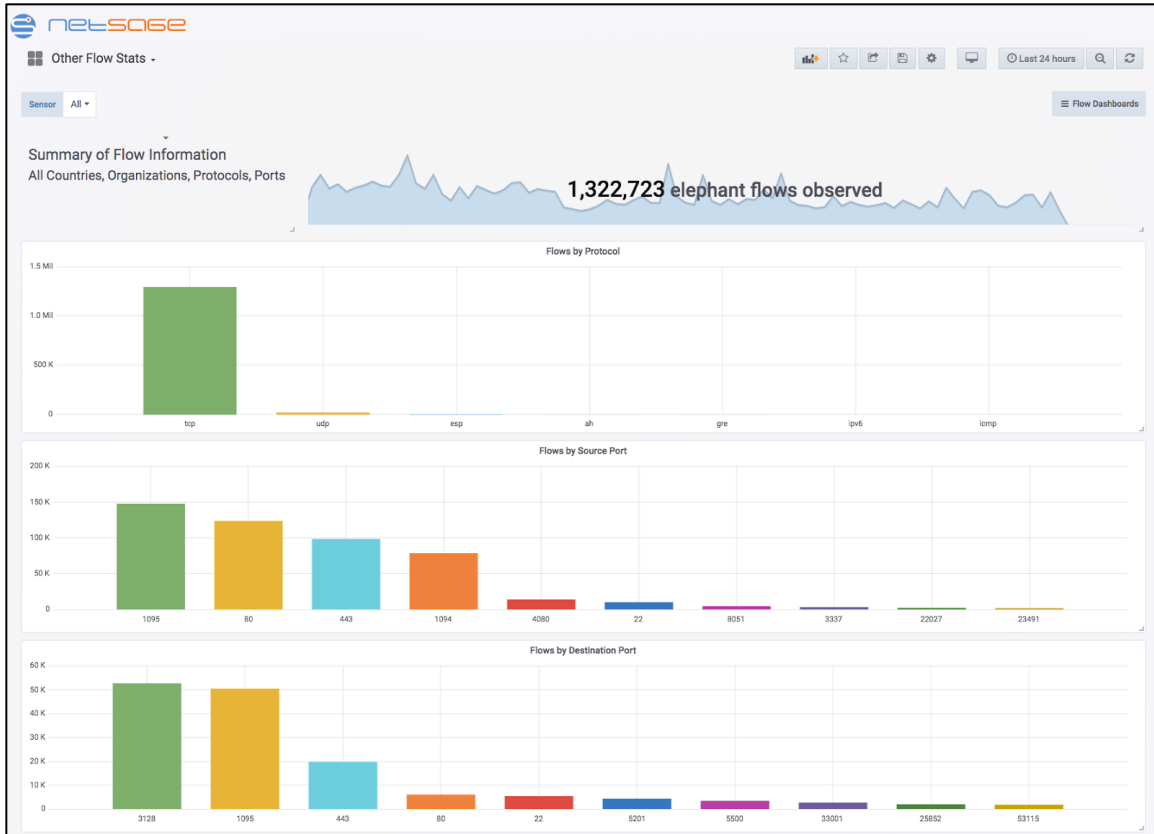 netsage
Other Flow Stats
Last 24 hours
Sensor All
Flow Dashboards
Summary of Flow Information
All Countries, Organizations, Protocols, Ports
1,322,723 elephant flows observed
Flows by Protocol
1.5 Mil
1.0 Mil
500 K
0
tcp udp esp ah gre ipv6 icmp
Flows by Source Port
200 K
150 K
100 K
50 K
0
1095 80 443 1094 4080 22 8051 3337 22027 23491
Flows by Destination Port
60 K
50 K
40 K
30 K
20 K
10 K
0
3128 1095 443 80 22 5201 5500 33001 25852 53115